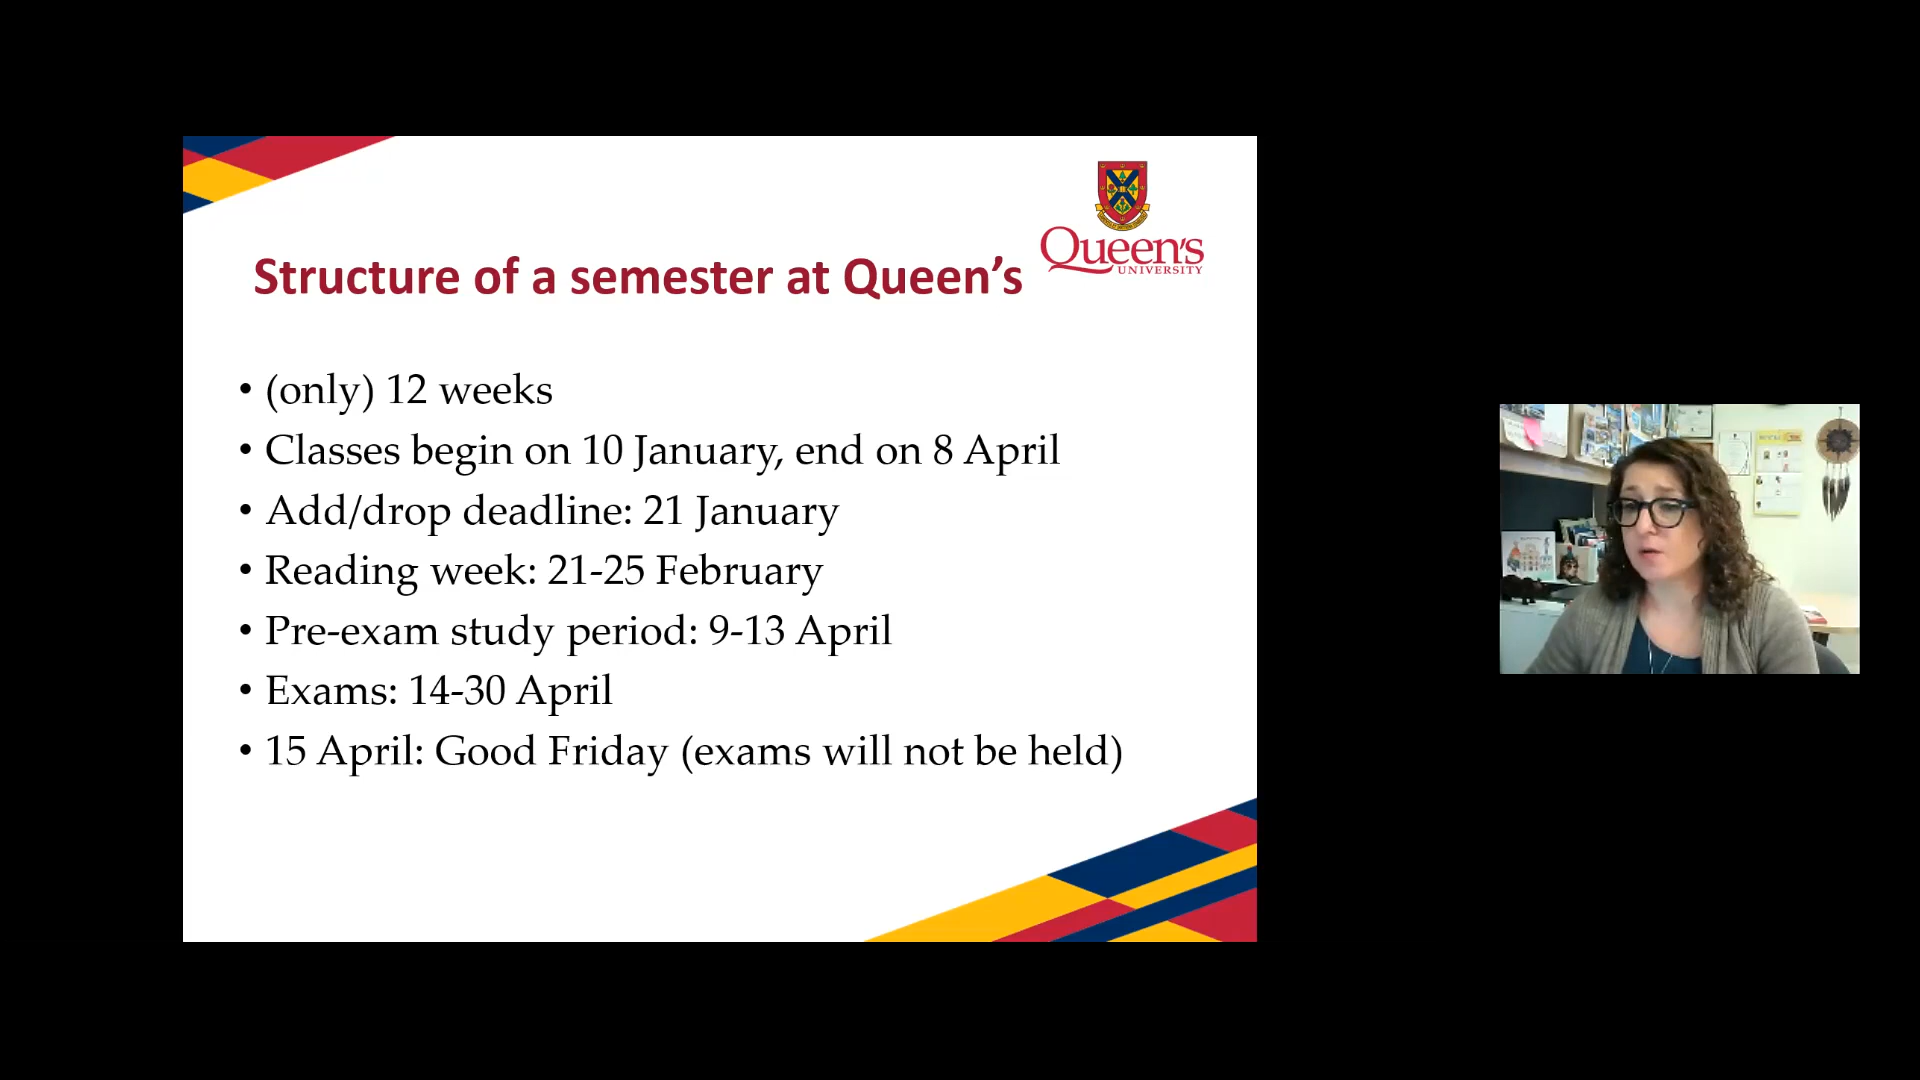 Queen's
UNIVERSITY
Structure of a semester at Queen’s
• (only) 12 weeks
• Classes begin on 10 January, end on 8 April
• Add/drop deadline: 21 January
• Reading week: 21-25 February
• Pre-exam study period: 9-13 April
• Exams: 14-30 April
• 15 April: Good Friday (exams will not be held)